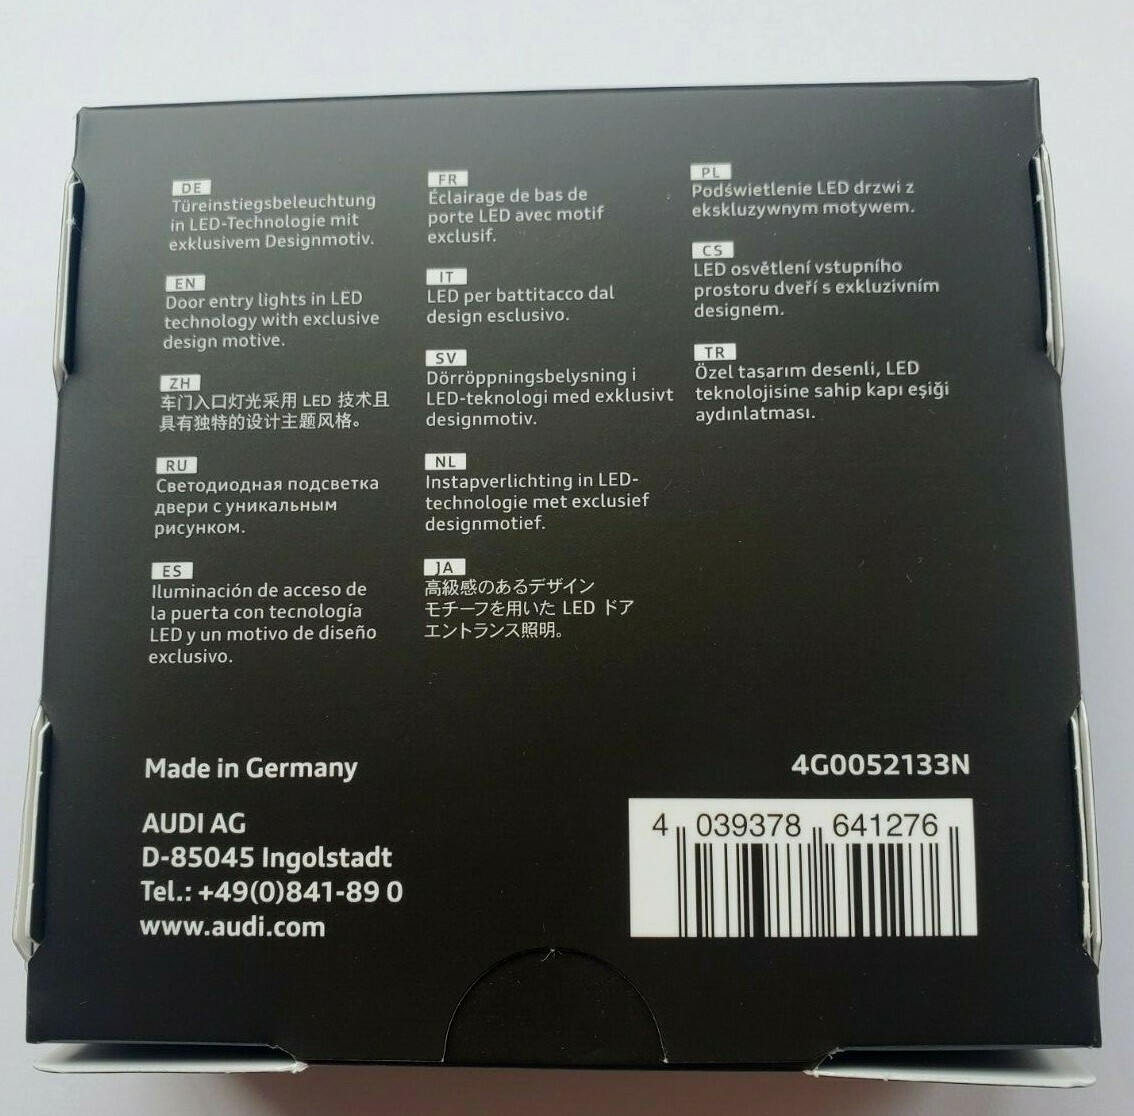 DE
Türeinstiegsbeleuchtung
in LED-Technologie mit
exklusivem Designmotiv.
EN
Door entry lights in LED
technology with exclusive
design motive.
ZH
车门入口灯光采用 LED 技术且
具有独特的设计主题风格。
RU
Светодиодная подсветка
двери с уникальным
рисунком.
ES
Iluminación de acceso de
la puerta con tecnología
LED y un motivo de diseño
exclusivo.
FR
Éclairage de bas de
porte LED avec motif
exclusif.
IT
LED per battitacco dal
design esclusivo.
SV
Dörröppningsbelysning i
LED-teknologi med exklusivt
designmotiv.
NL
Instapverlichting in LED-
technologie met exclusief
designmotief.
JA
高級感のあるデザイン
モチーフを用いた LED ドア
エントランス照明。
PL
Podświetlenie LED drzwi z
ekskluzywnym motywem.
CS
LED osvětlení vstupního
prostoru dveří s exkluzivním
designem.
TR
Özel tasarım desenli, LED
teknolojisine sahip kapı eşiği
aydınlatması.
Made in Germany
AUDI AG
D-85045 Ingolstadt
Tel.: +49(0)841-89 0
www.audi.com
4G0052133N
4 039378 641276